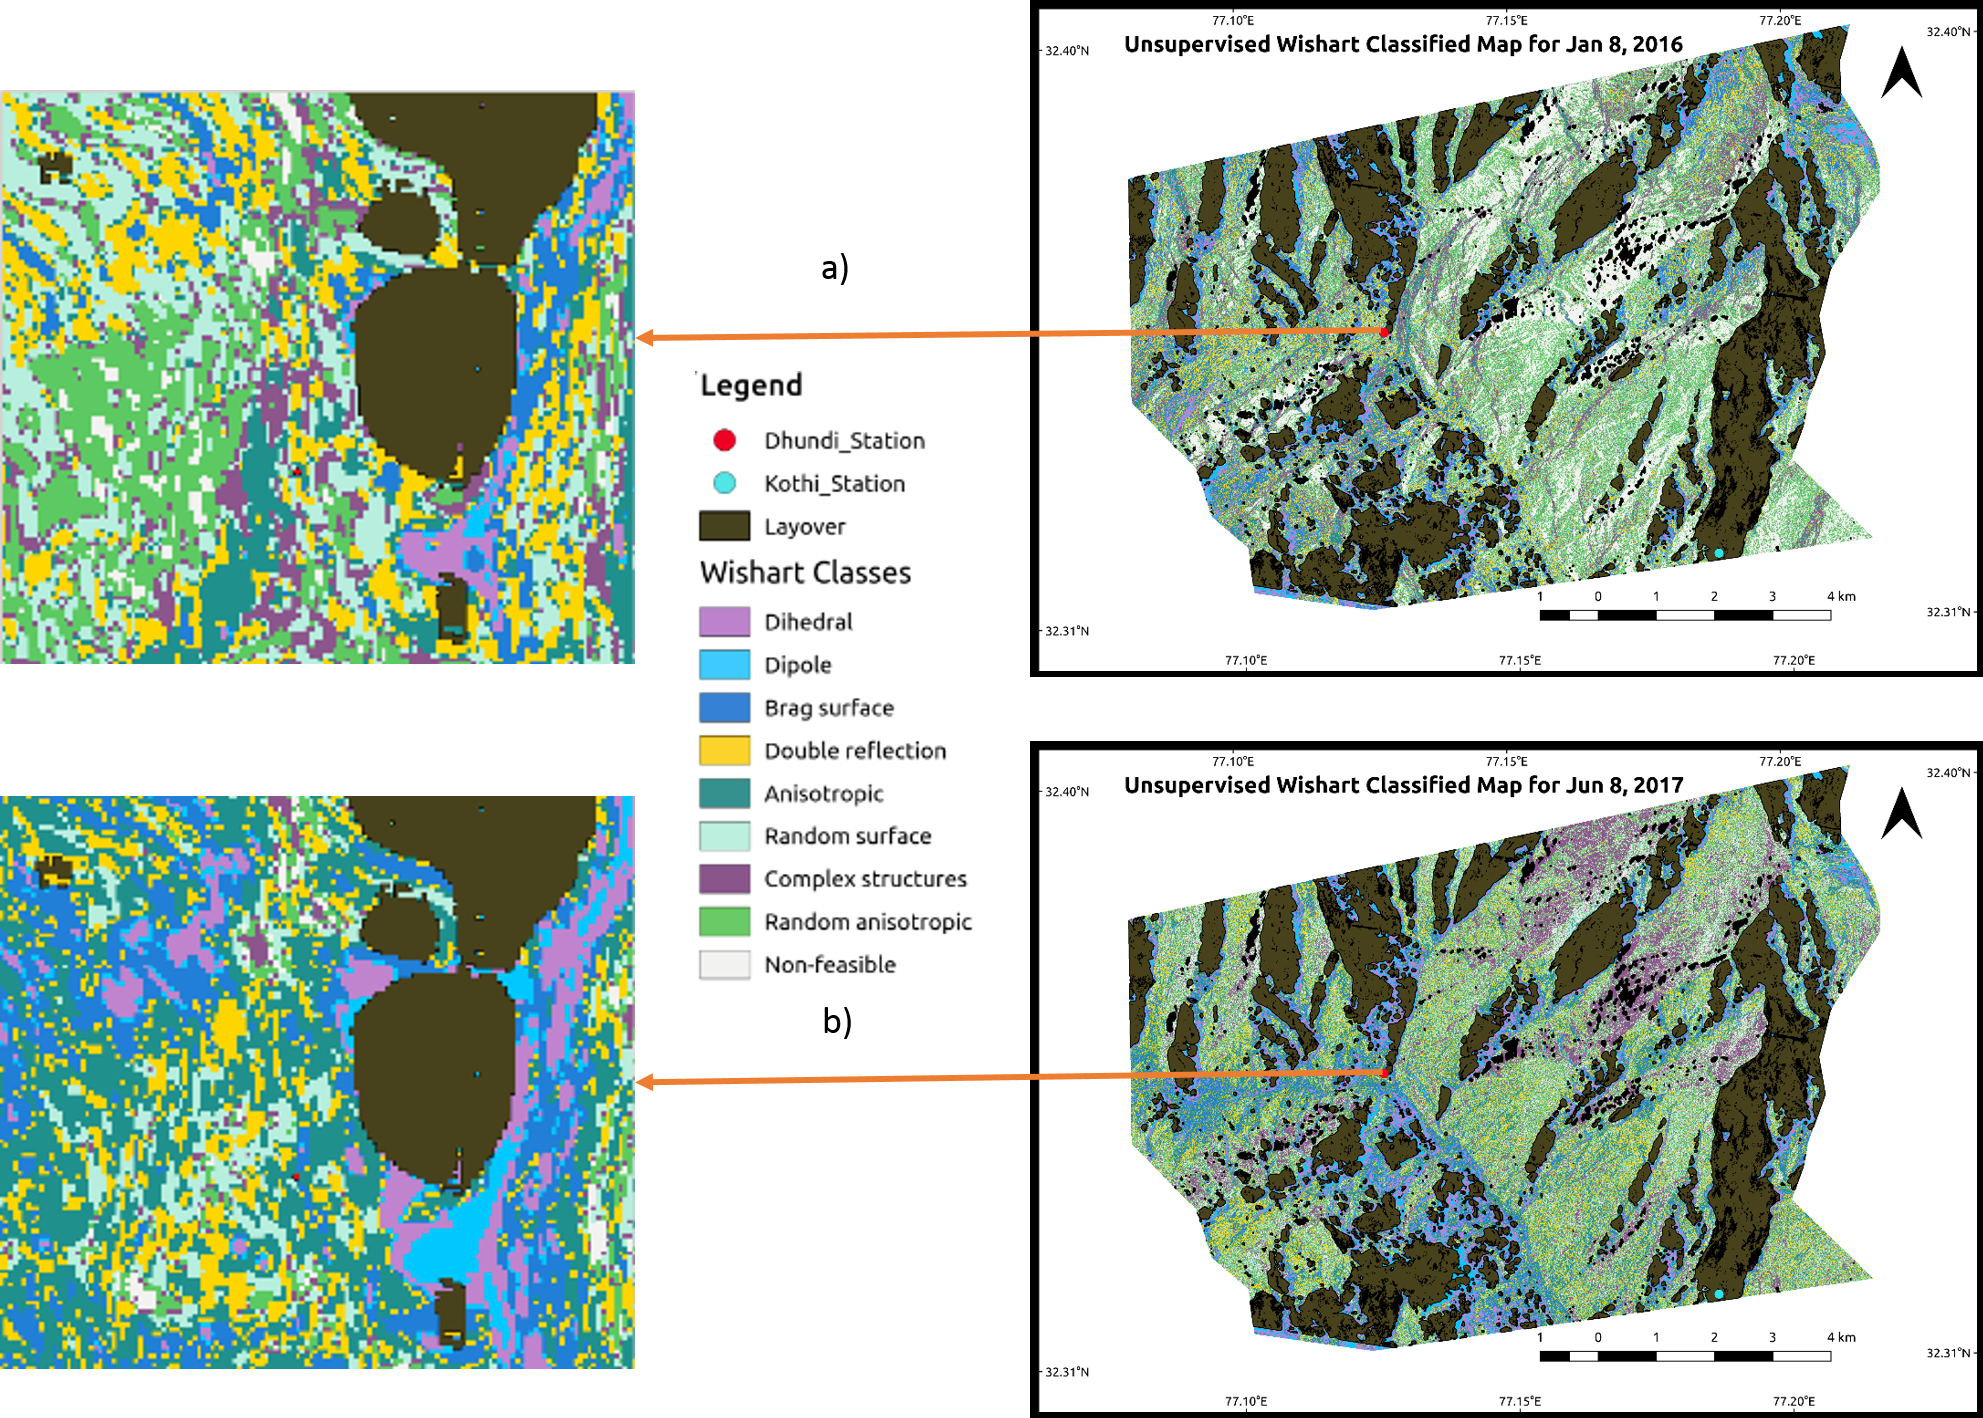 77.10°E 77.15°E 77.20°E
Unsupervised Wishart Classified Map for Jan 8, 2016
32.40°N 32.40°N
a)
Legend
Dhundi_Station
Kothi_Station
Layover
Wishart Classes
Dihedral
Dipole
Brag surface
Double reflection
Anisotropic
Random surface
Complex structures
Random anisotropic
Non-feasible
1 0 1 2 3 4 km
32.31°N 32.31°N
77.10°E 77.15°E 77.20°E
b)
77.10°E 77.15°E 77.20°E
Unsupervised Wishart Classified Map for Jun 8, 2017
32.40°N 32.40°N
1 0 1 2 3 4 km
32.31°N 32.31°N
77.10°E 77.15°E 77.20°E